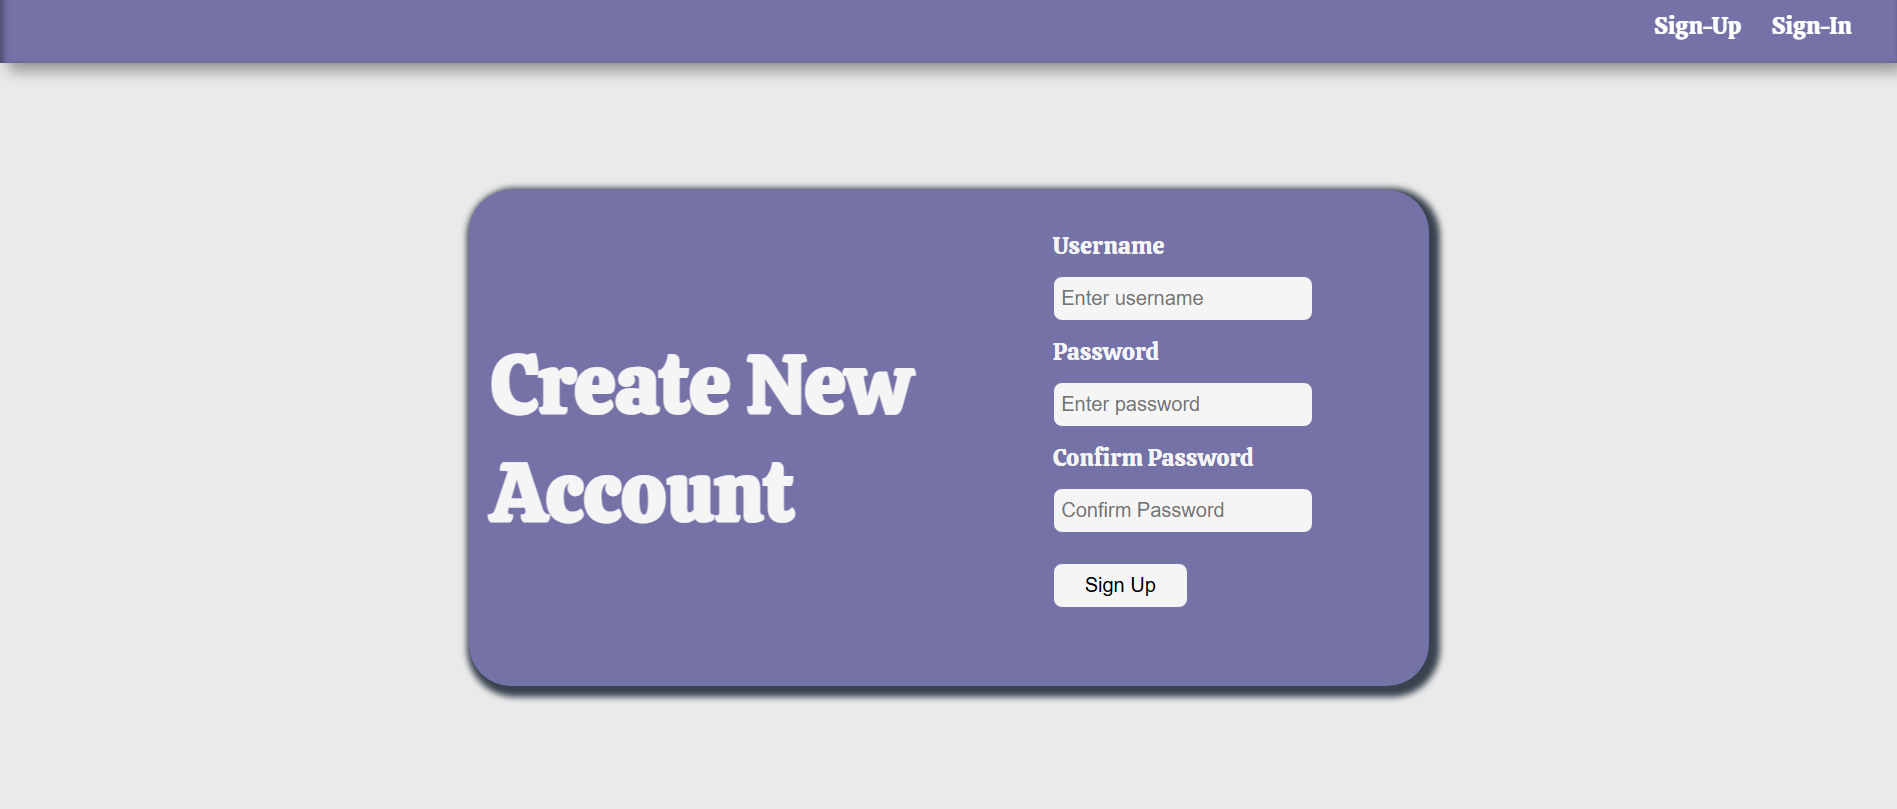 Sign-Up Sign-In
Create New
Account
Username
Enter username
Password
Enter password
Confirm Password
Confirm Password
Sign Up